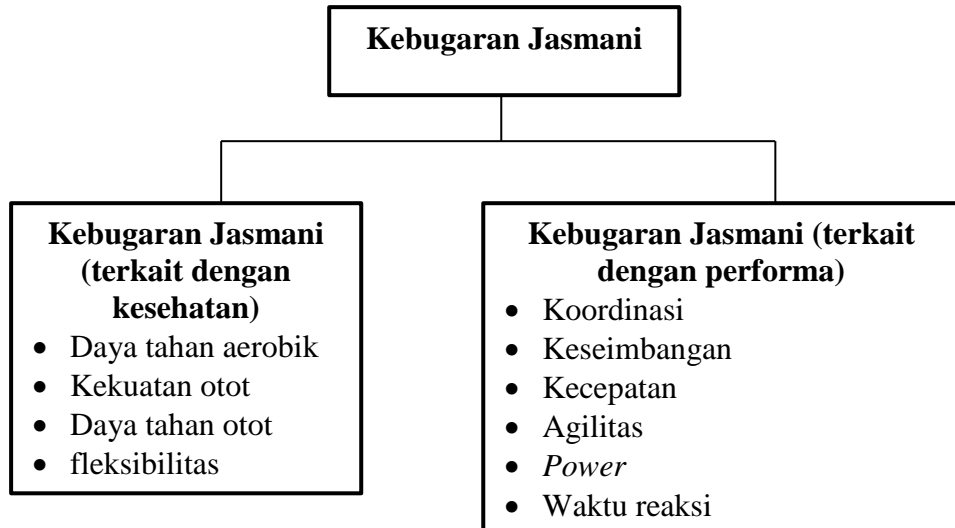 Kebugaran Jasmani
Kebugaran Jasmani
(terkait dengan
kesehatan)
• Daya tahan aerobik
• Kekuatan otot
• Daya tahan otot
• fleksibilitas
Kebugaran Jasmani (terkait
dengan performa)
• Koordinasi
• Keseimbangan
• Kecepatan
• Agilitas
• Power
• Waktu reaksi